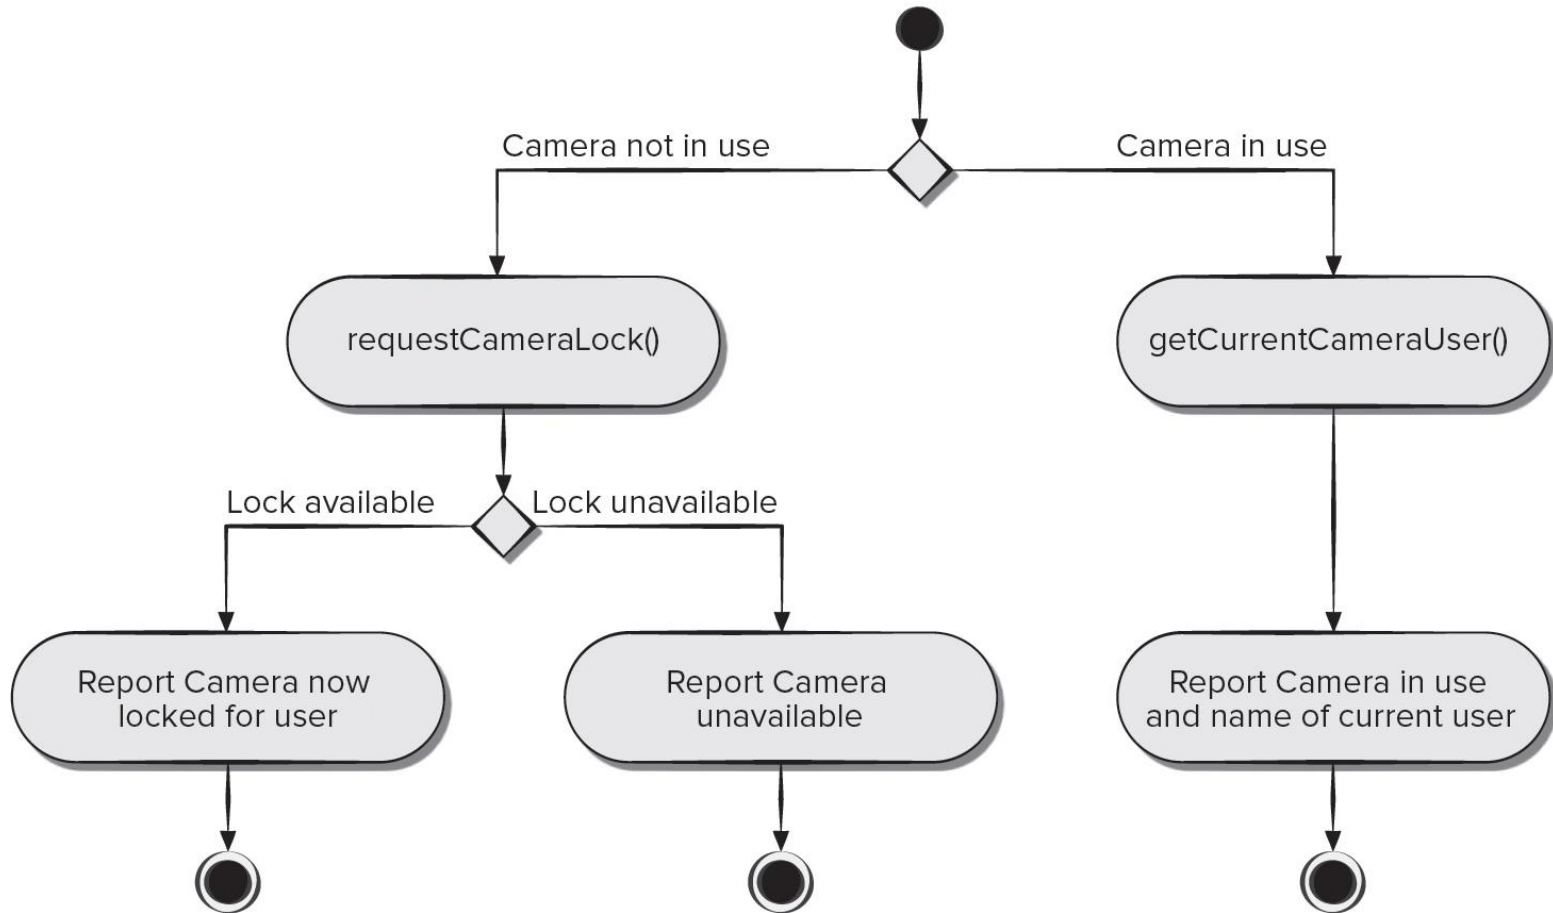 Camera not in use
Camera in use
requestCameraLock()
getCurrentCameraUser()
Lock available
Lock unavailable
Report Camera now
locked for user
Report Camera
unavailable
Report Camera in use
and name of current user